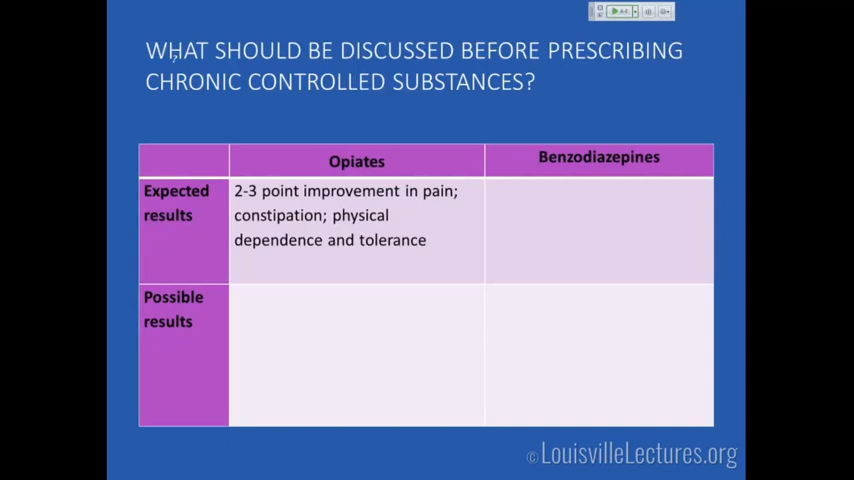 WHAT SHOULD BE DISCUSSED BEFORE PRESCRIBING
CHRONIC CONTROLLED SUBSTANCES?
Opiates
Benzodiazepines
Expected
results
2-3 point improvement in pain;
constipation; physical
dependence and tolerance
Possible
results
© LouisvilleLectures.org